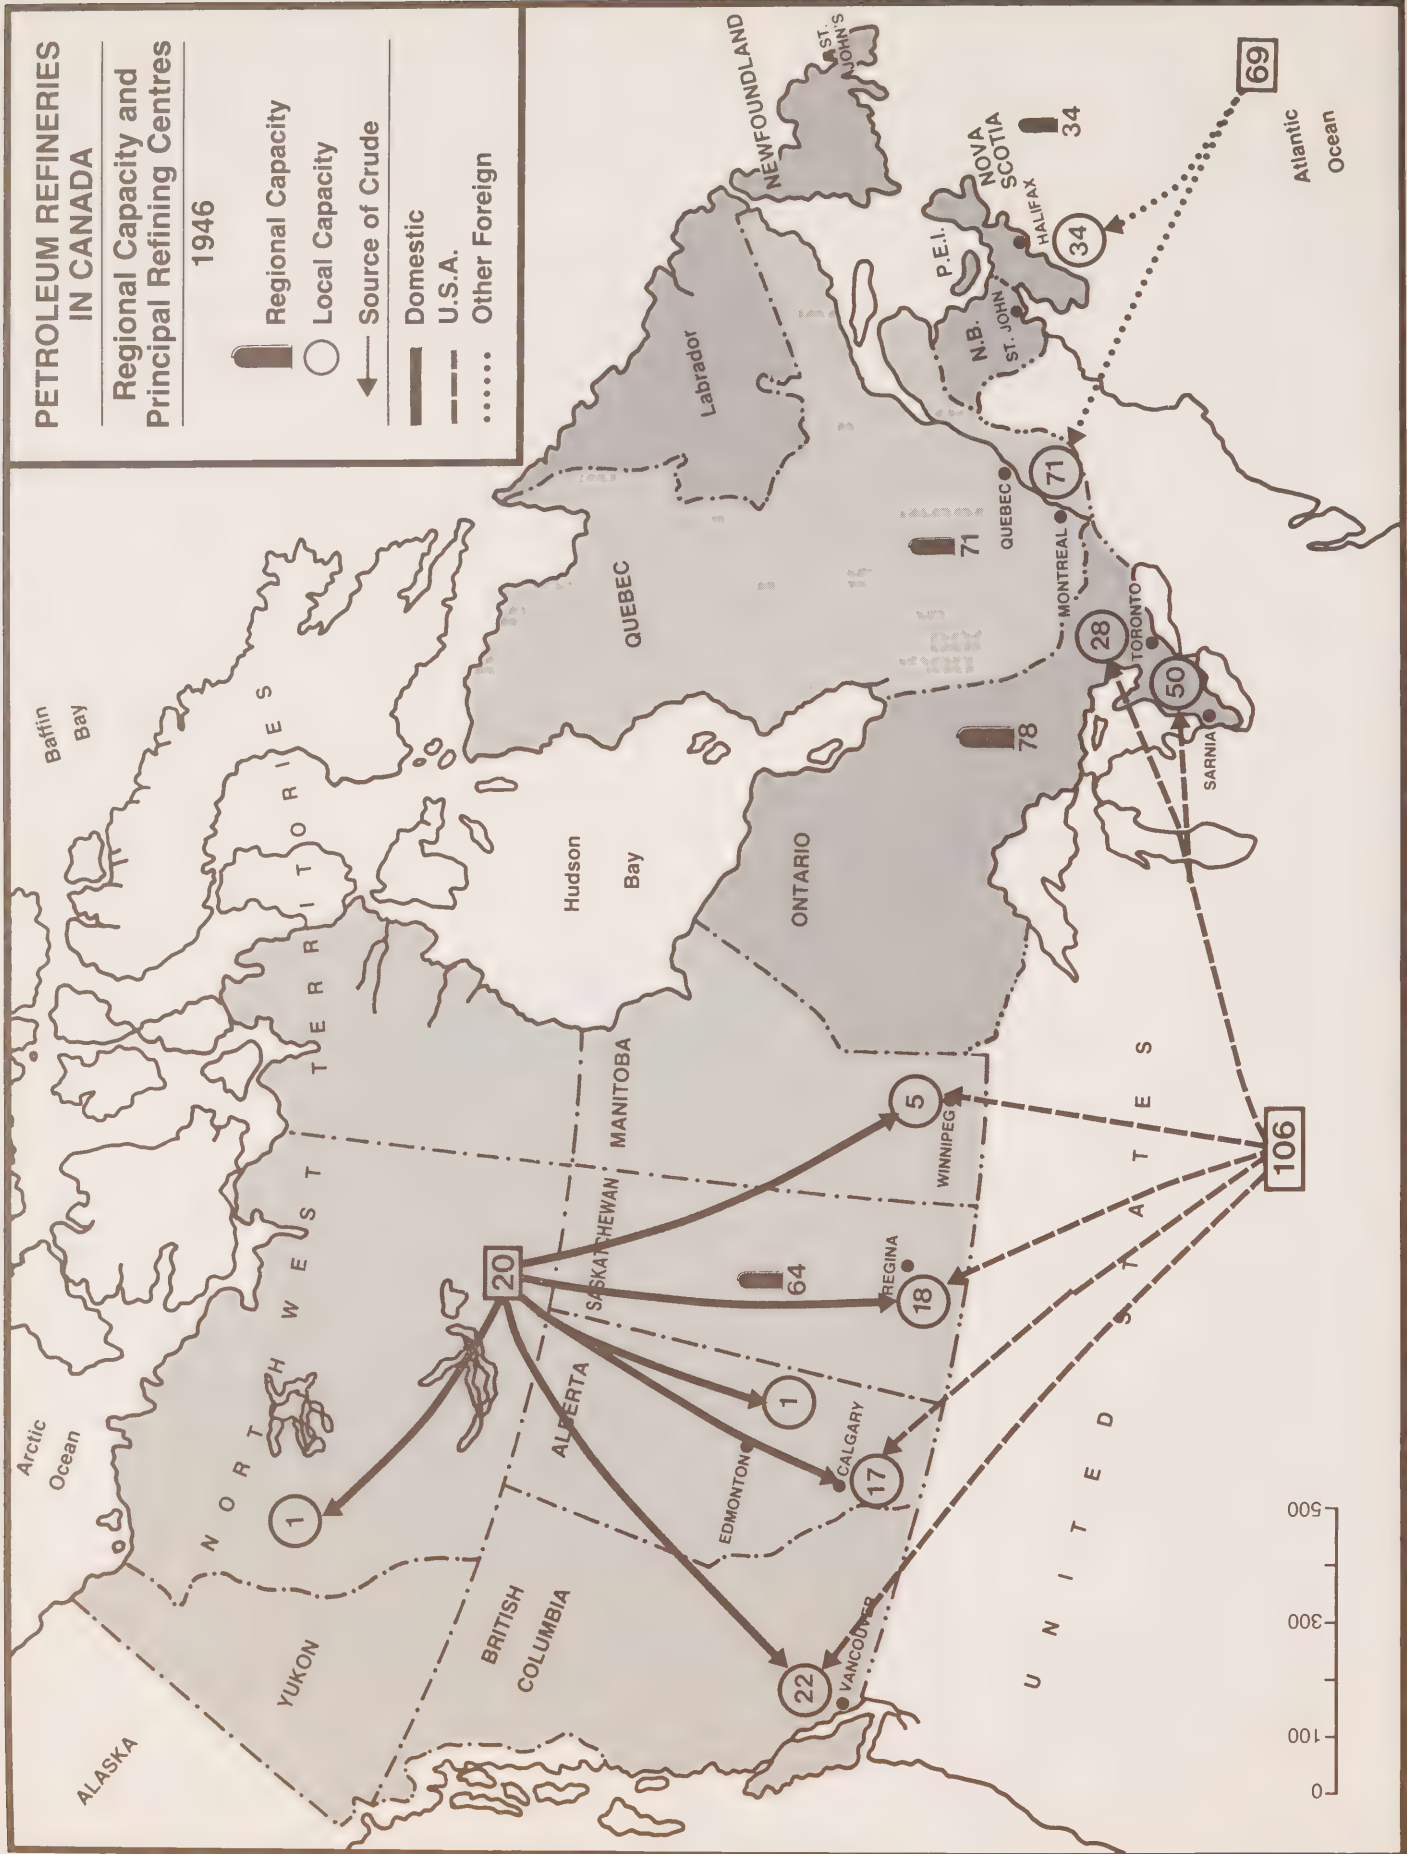 PETROLEUM REFINERIES
IN CANADA
Regional Capacity and
Principal Refining Centres
1946
Regional Capacity
Local Capacity
Source of Crude
Domestic
U.S.A.
Other Foreign
Arctic
Ocean
Baffin
Bay
ALASKA
YUKON
NORTH WEST TERRITORIES
1
20
Hudson
Bay
BRITISH
COLUMBIA
ALBERTA
SASKATCHEWAN
MANITOBA
ONTARIO
QUEBEC
Labrador
NEWFOUNDLAND
ST.
JOHN'S
EDMONTON
1
64
78
71
22
VANCOUVER
CALGARY
17
REGINA
18
5
WINNIPEG
QUEBEC
71
MONTREAL
28
TORONTO
50
SARNIA
P.E.I.
N.B.
ST. JOHN
NOVA
SCOTIA
HALIFAX
34
34
69
Atlantic
Ocean
UNITED STATES
106
0
100
300
500